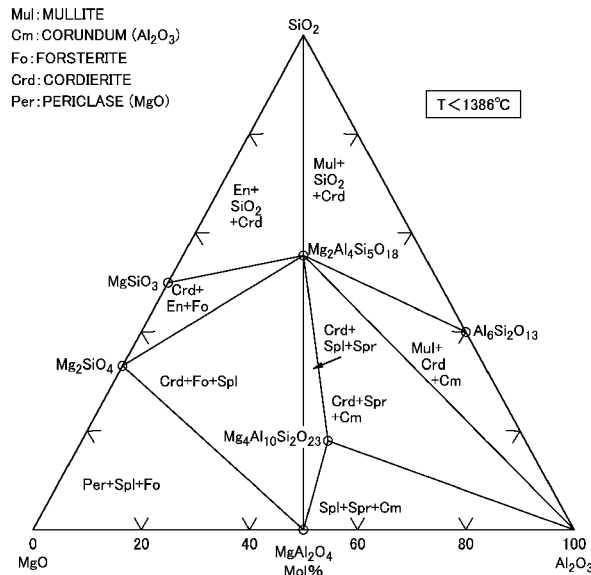 Mul:MULLITE
Cm:CORUNDUM (Al₂O₃)
Fo:FORSTERITE
Crd:CORDIERITE
Per:PERICLASE (MgO)
SiO₂
T<1386℃
En+
SiO₂
+Crd
Mul+
SiO₂
+Crd
Mg₂Al₄Si₅O₁₈
MgSiO₃
Crd+
En+Fo
Al₆Si₂O₁₃
Crd+
Spl+Spr
Mul+
Crd
+Cm
Mg₂SiO₄
Crd+Fo+Spl
Crd+Spr
+Cm
Mg₄Al₁₀Si₂O₂₃
Per+Spl+Fo
Spl+Spr+Cm
0
20
40
60
80
100
MgO
MgAl₂O₄
Al₂O₃
Mol%